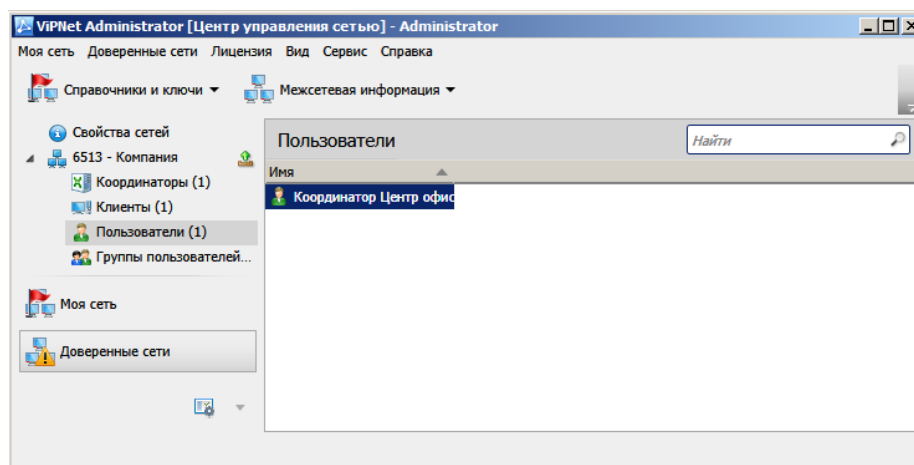 ViPNet Administrator [Центр управления сетью] - Administrator
Моя сеть Доверенные сети Лицензия Вид Сервис Справка
Справочники и ключи Межсетевая информация
Свойства сетей
6513 - Компания
Координаторы (1)
Клиенты (1)
Пользователи (1)
Группы пользователей...
Моя сеть
Доверенные сети
Пользователи
Найти
Имя
Координатор Центр офис